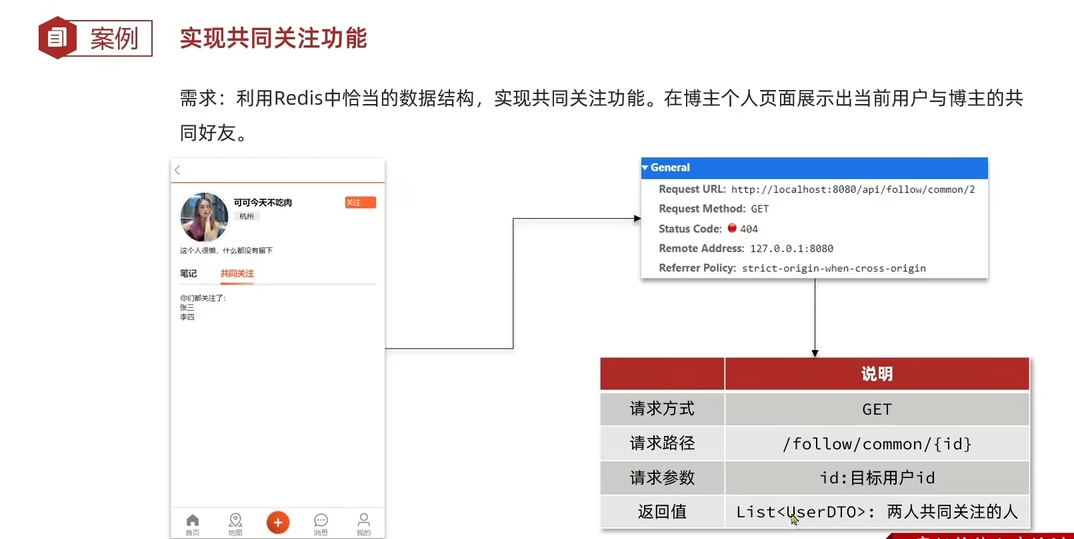 案例
实现共同关注功能
需求：利用Redis中恰当的数据结构，实现共同关注功能。在博主个人页面展示出当前用户与博主的共
同好友。
可可今天不吃肉
关注
杭州
这个人很懒，什么都没有留下
笔记 共同关注
你们都关注了：
张三
李四
首页 地图 消息 我的
General
Request URL: http://localhost:8080/api/follow/common/2
Request Method: GET
Status Code: 404
Remote Address: 127.0.0.1:8080
Referrer Policy: strict-origin-when-cross-origin
说明
请求方式 GET
请求路径 /follow/common/{id}
请求参数 id:目标用户id
返回值 List<UserDTO>: 两人共同关注的人